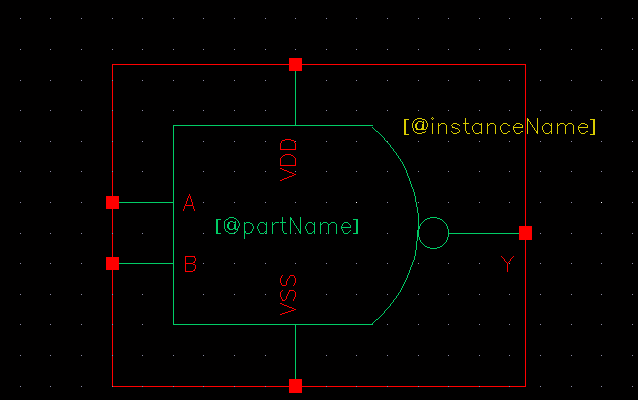 [@instanceName]
VDD
A
[@partName]
B
Y
VSS